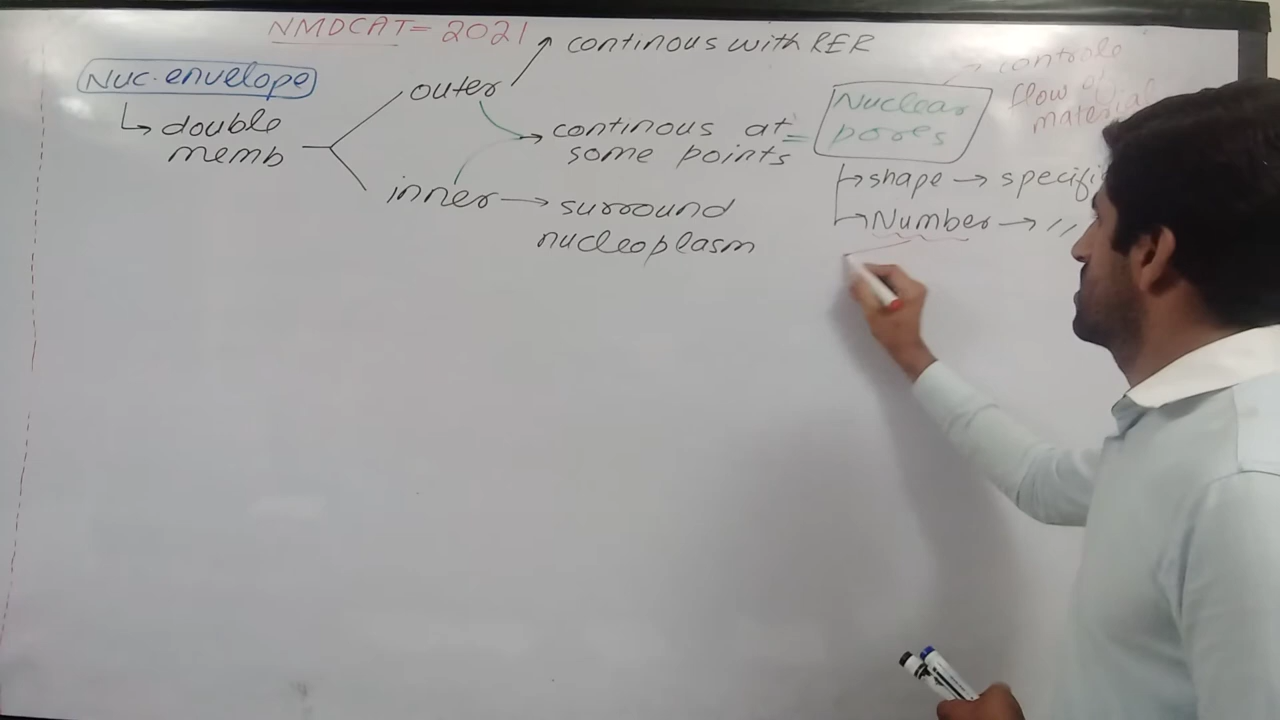 NMDCAT = 2021
Nuc. envelope
↳ double
memb
outer
continous with RER
continous at
some points
inner → surround
nucleoplasm
=
Nuclear
pores
→ controls
flow of
material
→ shape → specifi
→ Number → //